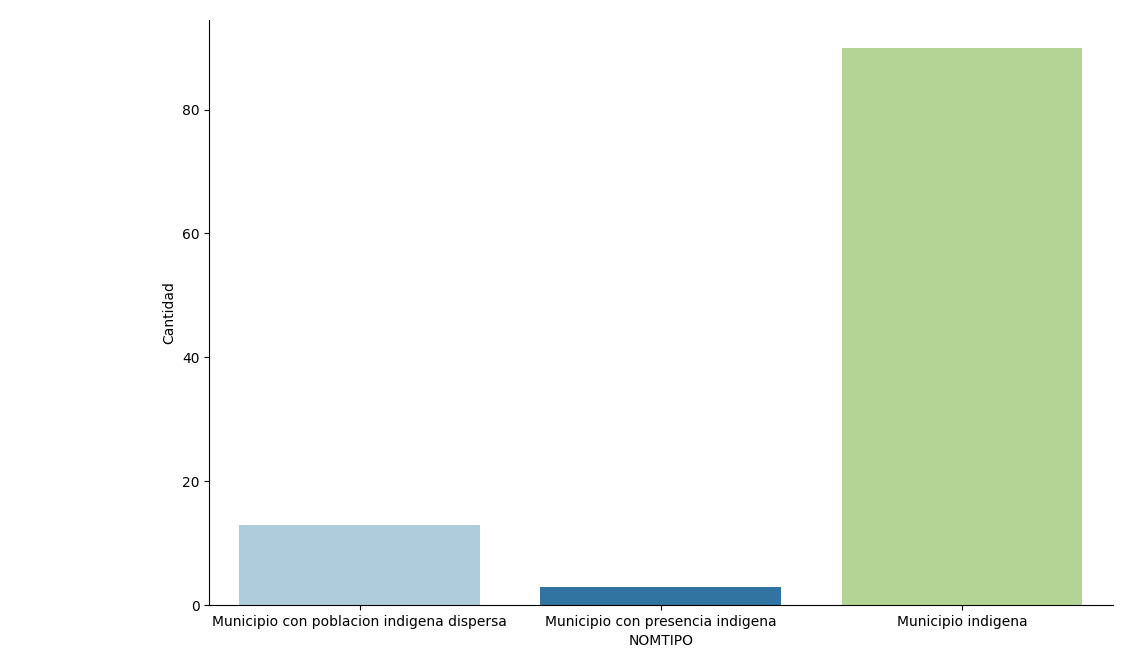 80
60
40
20
0
Cantidad
Municipio con poblacion indigena dispersa
Municipio con presencia indigena
Municipio indigena
NOMTIPO